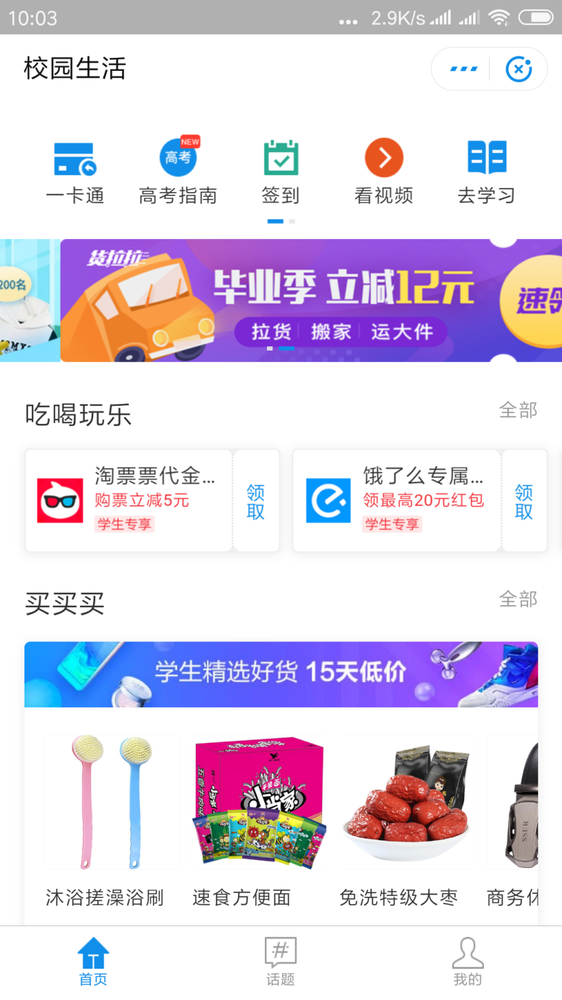 10:03
... 2.9K/s
校园生活
NEW
高考
一卡通
高考指南
签到
看视频
去学习
200名
货拉拉
毕业季 立减12元
速领
拉货 搬家 运大件
吃喝玩乐
全部
淘票票代金...
购票立减5元
学生专享
领取
饿了么专属...
领最高20元红包
学生专享
领取
买买买
全部
学生精选好货 15天低价
小当家
SSUR
沐浴搓澡浴刷
速食方便面
免洗特级大枣
商务休
首页
话题
我的